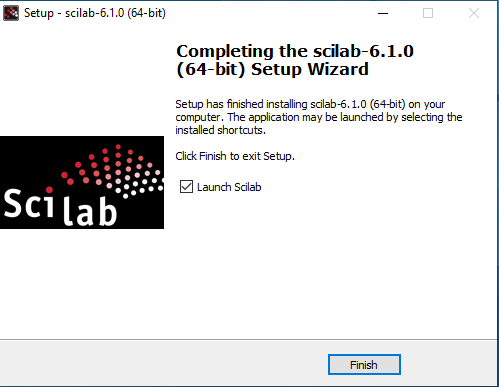 Setup - scilab-6.1.0 (64-bit)
Completing the scilab-6.1.0
(64-bit) Setup Wizard
Setup has finished installing scilab-6.1.0 (64-bit) on your
computer. The application may be launched by selecting the
installed shortcuts.
Click Finish to exit Setup.
Launch Scilab
Scilab
Finish